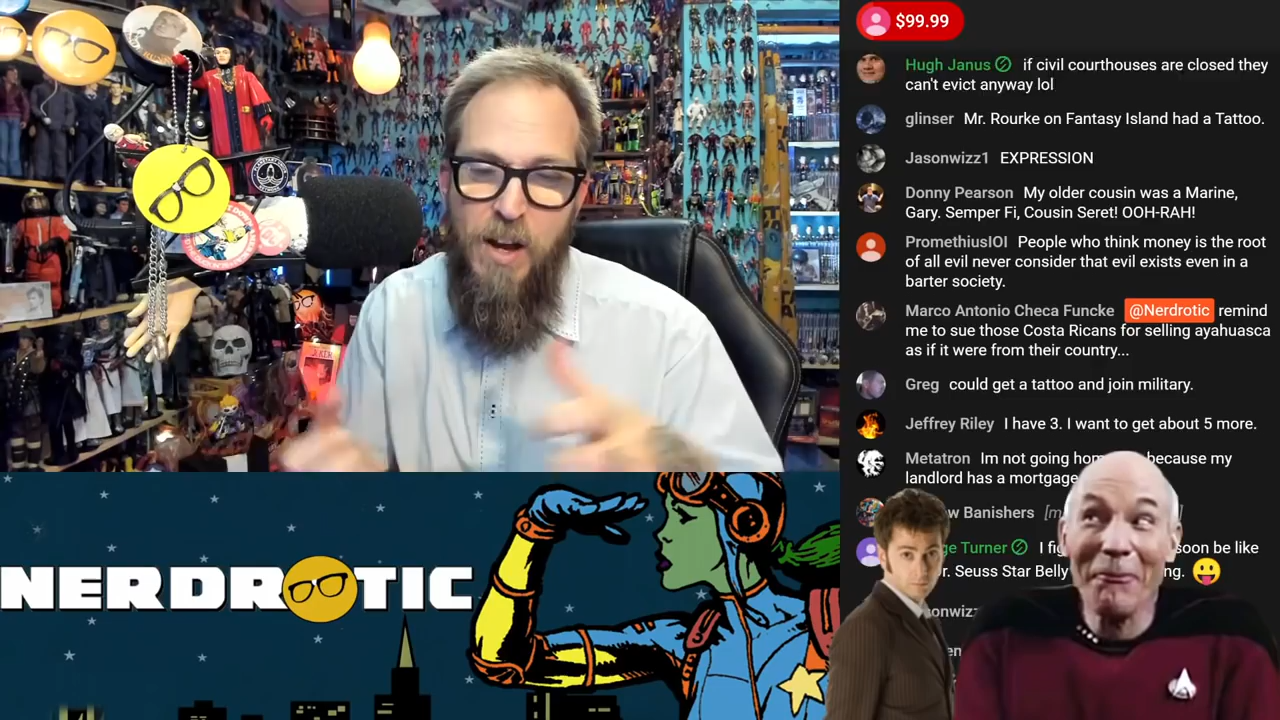 $99.99
Hugh Janus if civil courthouses are closed they
can't evict anyway lol
glinser Mr. Rourke on Fantasy Island had a Tattoo.
Jasonwizz1 EXPRESSION
Donny Pearson My older cousin was a Marine,
Gary. Semper Fi, Cousin Seret! OOH-RAH!
PromethiusIOI People who think money is the root
of all evil never consider that evil exists even in a
barter society.
Marco Antonio Checa Funcke @Nerdrotic remind
me to sue those Costa Ricans for selling ayahuasca
as if it were from their country...
Greg could get a tattoo and join military.
Jeffrey Riley I have 3. I want to get about 5 more.
Metatron Im not going because my
landlord has a mortgage
Banishers
Turner I soon be like
Seuss Star Belly
JOKER
NERDROTIC